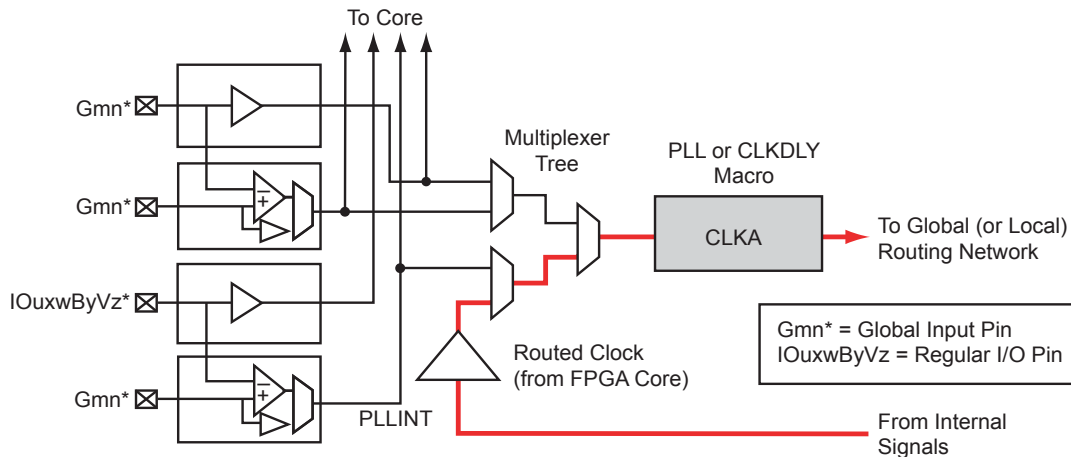 To Core
Gmn*
Multiplexer
Tree
PLL or CLKDLY
Macro
Gmn*
CLKA
To Global (or Local)
Routing Network
IOuxwByVz*
Gmn* = Global Input Pin
IOuxwByVz = Regular I/O Pin
Routed Clock
(from FPGA Core)
Gmn*
PLLINT
From Internal
Signals